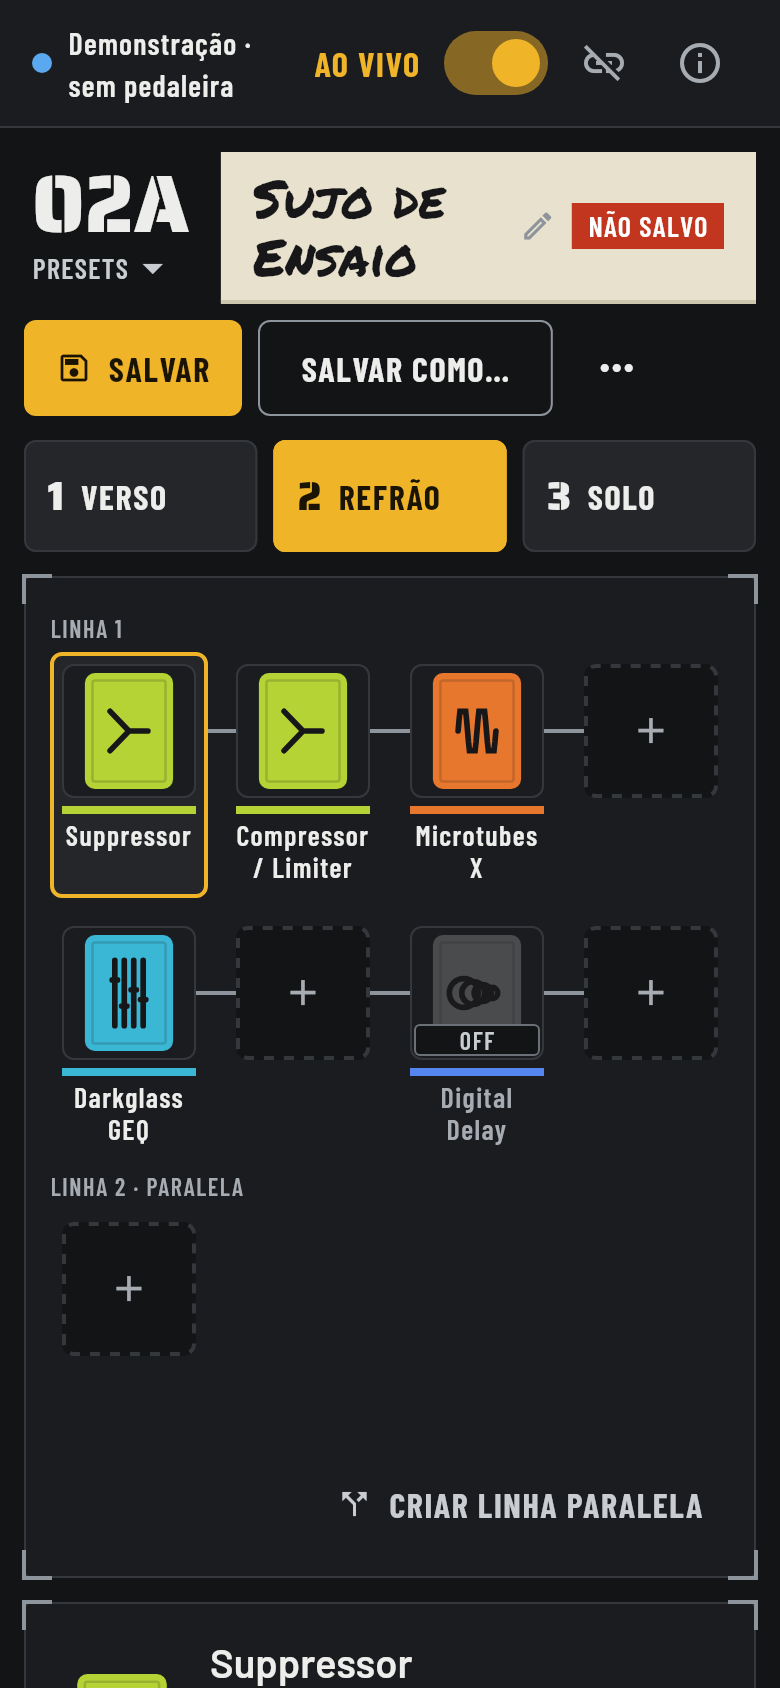 Demonstração ·
sem pedaleira
AO VIVO
02A
PRESETS
SUJO DE
ENSAIO
NÃO SALVO
SALVAR
SALVAR COMO...
1 VERSO
2 REFRÃO
3 SOLO
LINHA 1
Suppressor
Compressor
/ Limiter
Microtubes
X
OFF
Darkglass
GEQ
Digital
Delay
LINHA 2 · PARALELA
CRIAR LINHA PARALELA
Suppressor